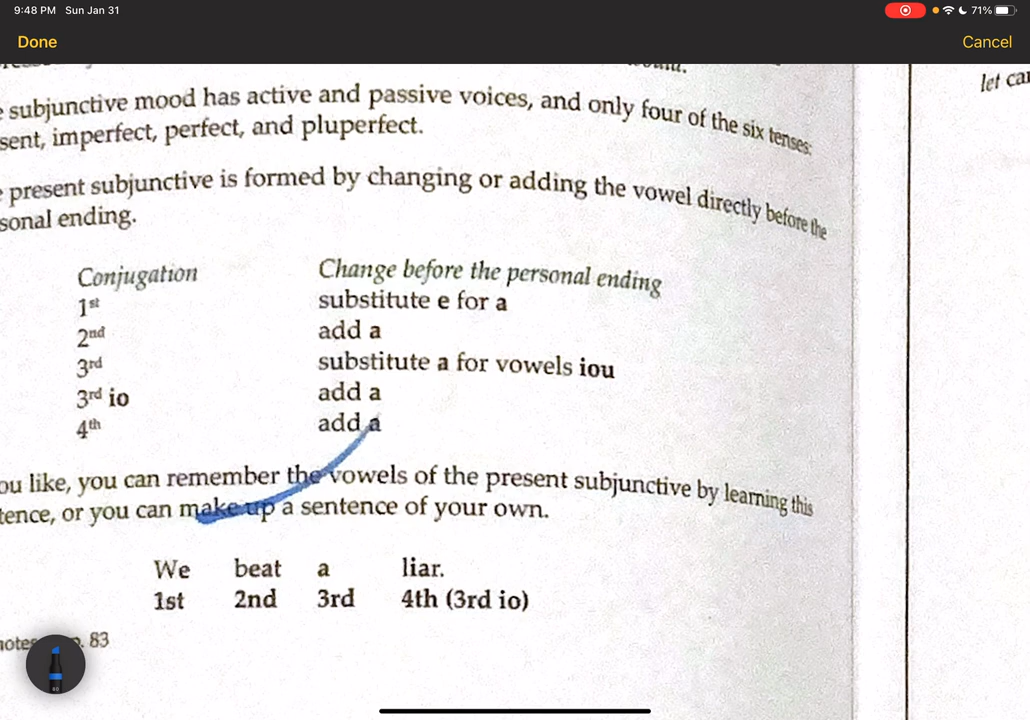 9:48 PM Sun Jan 31
71%
Done
Cancel
let
subjunctive mood has active and passive voices, and only four of the six tenses:
sent, imperfect, perfect, and pluperfect.
present subjunctive is formed by changing or adding the vowel directly before the
sonal ending.
Conjugation Change before the personal ending
1st substitute e for a
2nd add a
3rd substitute a for vowels iou
3rd io add a
4th add a
ou like, you can remember the vowels of the present subjunctive by learning this
tence, or you can make up a sentence of your own.
We beat a liar.
1st 2nd 3rd 4th (3rd io)
83